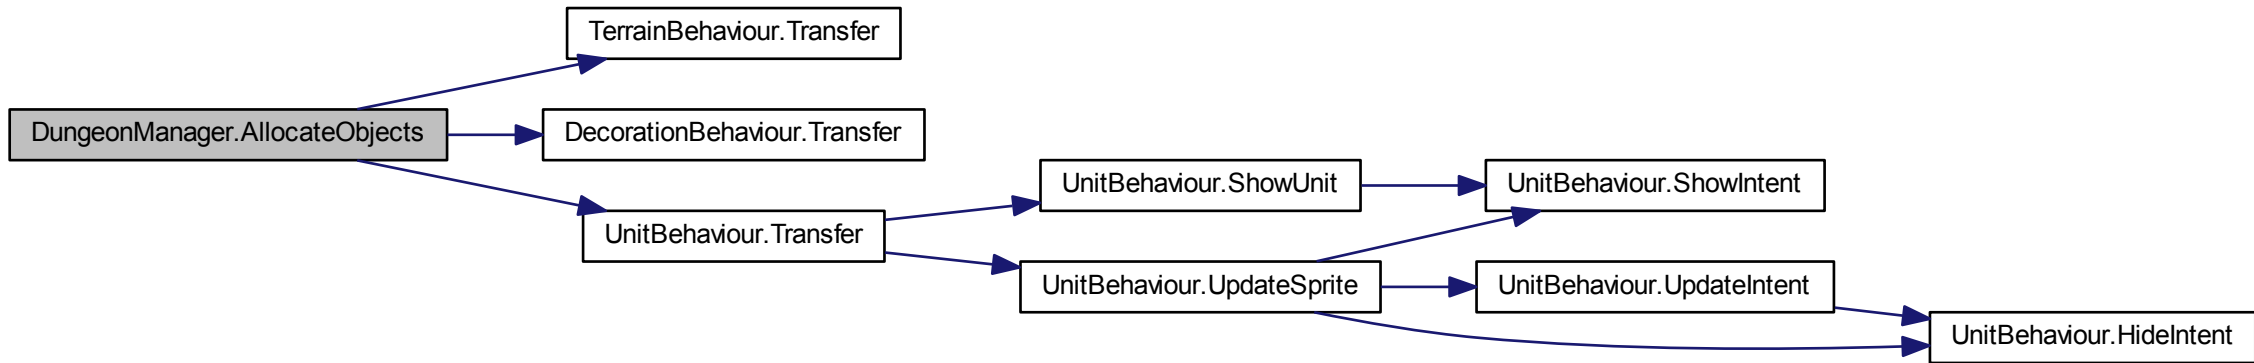 TerrainBehaviour.Transfer
DungeonManager.AllocateObjects
DecorationBehaviour.Transfer
UnitBehaviour.ShowUnit
UnitBehaviour.ShowIntent
UnitBehaviour.Transfer
UnitBehaviour.UpdateSprite
UnitBehaviour.UpdateIntent
UnitBehaviour.HideIntent